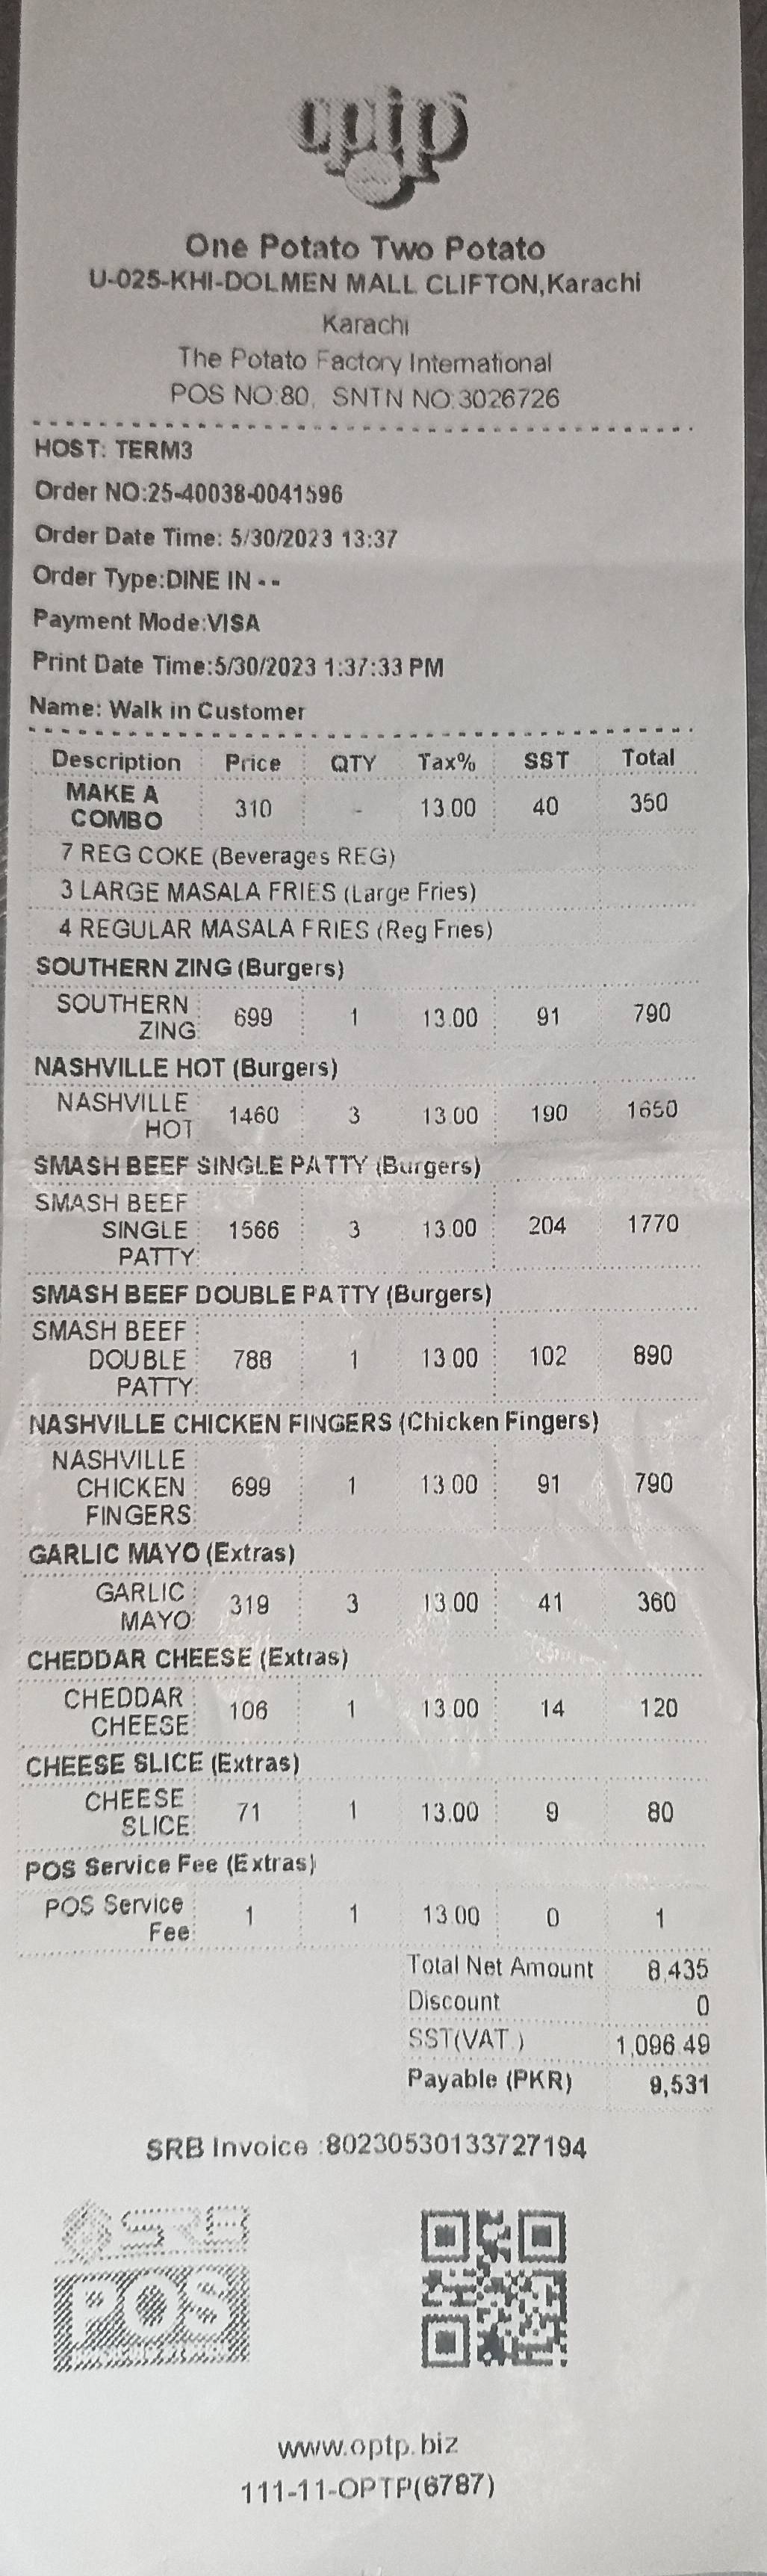 optp
One Potato Two Potato
U-025-KHI-DOLMEN MALL CLIFTON,Karachi
Karachi
The Potato Factory International
POS NO:80, SNTN NO:3026726
HOST: TERM3
Order NO:25-40038-0041596
Order Date Time: 5/30/2023 13:37
Order Type:DINE IN - -
Payment Mode:VISA
Print Date Time:5/30/2023 1:37:33 PM
Name: Walk in Customer
Description Price QTY Tax% SST Total
MAKE A
COMBO 310 - 13.00 40 350
7 REG COKE (Beverages REG)
3 LARGE MASALA FRIES (Large Fries)
4 REGULAR MASALA FRIES (Reg Fries)
SOUTHERN ZING (Burgers)
SOUTHERN
ZING 699 1 13.00 91 790
NASHVILLE HOT (Burgers)
NASHVILLE
HOT 1460 3 13.00 190 1650
SMASH BEEF SINGLE PATTY (Burgers)
SMASH BEEF
SINGLE 1566 3 13.00 204 1770
PATTY
SMASH BEEF DOUBLE PATTY (Burgers)
SMASH BEEF
DOUBLE 788 1 13.00 102 890
PATTY
NASHVILLE CHICKEN FINGERS (Chicken Fingers)
NASHVILLE
CHICKEN 699 1 13.00 91 790
FINGERS
GARLIC MAYO (Extras)
GARLIC
MAYO 319 3 13.00 41 360
CHEDDAR CHEESE (Extras)
CHEDDAR
CHEESE 106 1 13.00 14 120
CHEESE SLICE (Extras)
CHEESE
SLICE 71 1 13.00 9 80
POS Service Fee (Extras)
POS Service
Fee 1 1 13.00 0 1
Total Net Amount 8,435
Discount 0
SST(VAT ) 1,096.49
Payable (PKR) 9,531
SRB Invoice :80230530133727194
SRB
POS
www.optp.biz
111-11-OPTP(6787)